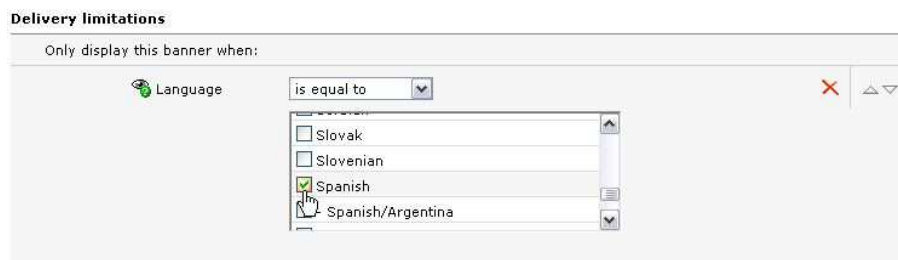 Delivery limitations
Only display this banner when:
Language
is equal to
Slovak
Slovenian
Spanish
- Spanish/Argentina